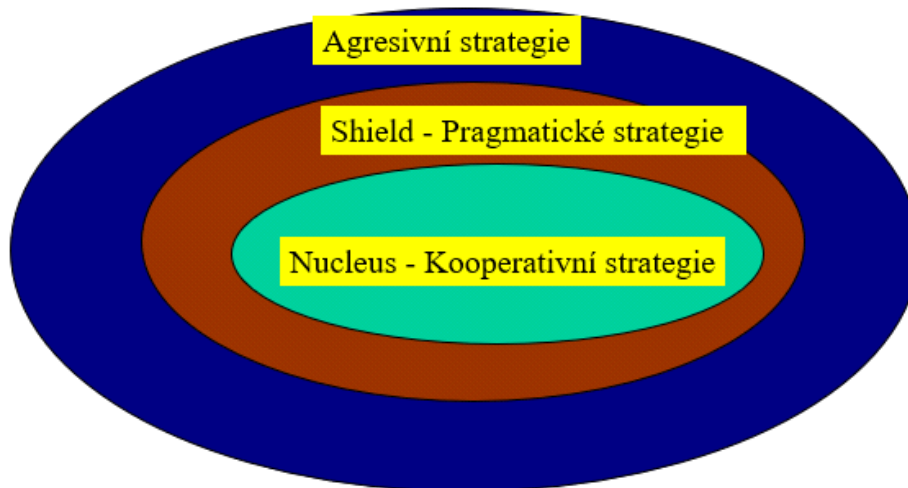 Agresivní strategie
Shield - Pragmatické strategie
Nucleus - Kooperativní strategie